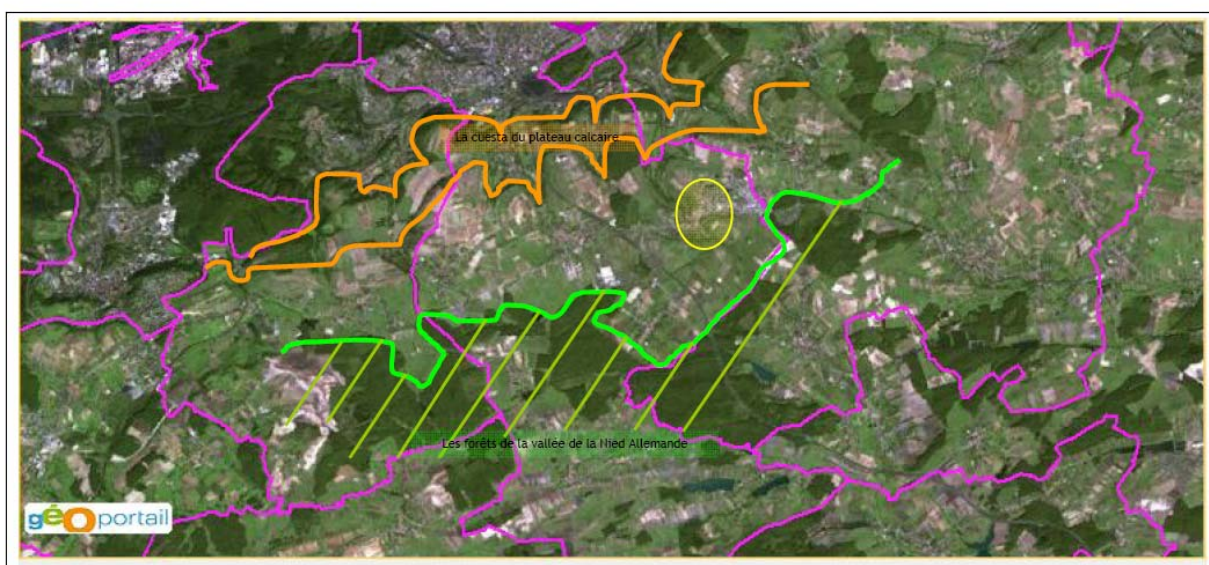 La cuesta du plateau calcaire
Les forêts de la vallée de la Nied Allemande
géoportail